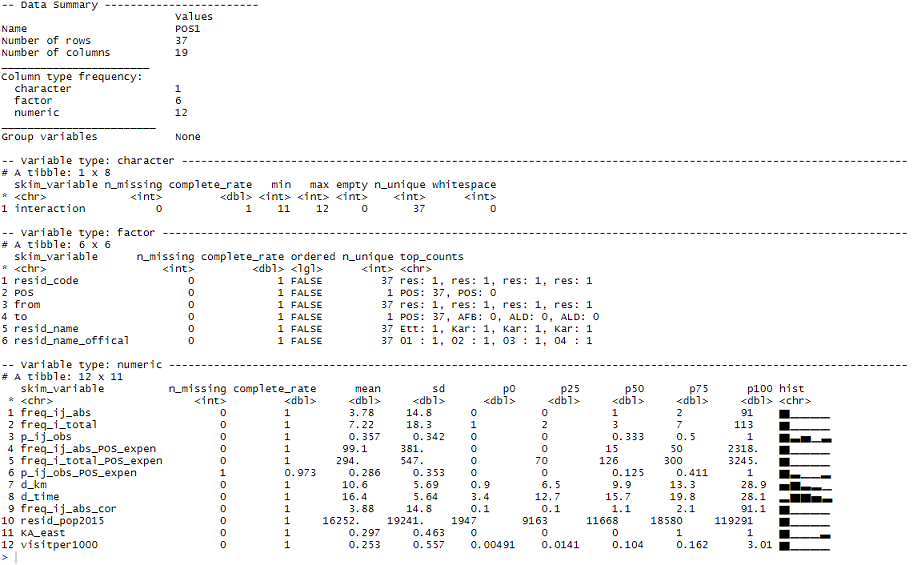 -- Data Summary ------------------------
                           Values
Name                       POS1
Number of rows             37
Number of columns          19
_______________________
Column type frequency:
  character                1
  factor                   6
  numeric                  12
________________________
Group variables            None

-- Variable type: character ----------------------------------------------------------------
# A tibble: 1 x 8
  skim_variable n_missing complete_rate   min   max empty n_unique whitespace
* <chr>             <int>         <dbl> <int> <int> <int>    <int>      <int>
1 interaction           0             1    11    12     0       37          0

-- Variable type: factor ----------------------------------------------------------------
# A tibble: 6 x 6
  skim_variable      n_missing complete_rate ordered n_unique top_counts
* <chr>                  <int>         <dbl> <lgl>      <int> <chr>
1 resid_code                 0             1 FALSE         37 res: 1, res: 1, res: 1, res: 1
2 POS                        0             1 FALSE          1 POS: 37, POS: 0
3 from                       0             1 FALSE         37 res: 1, res: 1, res: 1, res: 1
4 to                         0             1 FALSE          1 POS: 37, AFB: 0, ALD: 0, ALD: 0
5 resid_name                 0             1 FALSE         37 Ett: 1, Kar: 1, Kar: 1, Kar: 1
6 resid_name_offical         0             1 FALSE         37 01 : 1, 02 : 1, 03 : 1, 04 : 1

-- Variable type: numeric ----------------------------------------------------------------
# A tibble: 12 x 11
   skim_variable           n_missing complete_rate      mean       sd      p0      p25      p50      p75     p100 hist
 * <chr>                       <int>         <dbl>     <dbl>    <dbl>   <dbl>    <dbl>    <dbl>    <dbl>    <dbl> <chr>
 1 freq_ij_abs                     0         1         3.78    14.8    0        0        1        2        91
 2 freq_i_total                    0         1         7.22    18.3    1        2        3        7       113
 3 p_ij_obs                        0         1         0.357    0.342  0        0        0.333    0.5       1
 4 freq_ij_abs_POS_expen           0         1        99.1    381.     0        0       15       50      2318.
 5 freq_i_total_POS_expen          0         1       294.     547.     0       70      126      300      3245.
 6 p_ij_obs_POS_expen              1         0.973     0.286    0.353  0        0        0.125    0.411     1
 7 d_km                            0         1        10.6      5.69   0.9      6.5      9.9     13.3      28.9
 8 d_time                          0         1        16.4      5.64   3.4     12.7     15.7     19.8      28.1
 9 freq_ij_abs_cor                 0         1         3.88    14.8    0.1      0.1      1.1      2.1      91.1
10 resid_pop2015                   0         1     16252.   19241.  1947     9163    11668    18580    119291
11 KA_east                         0         1         0.297    0.463  0        0        0        1         1
12 visitper1000                    0         1         0.253    0.557  0.00491  0.0141   0.104    0.162     3.01
>